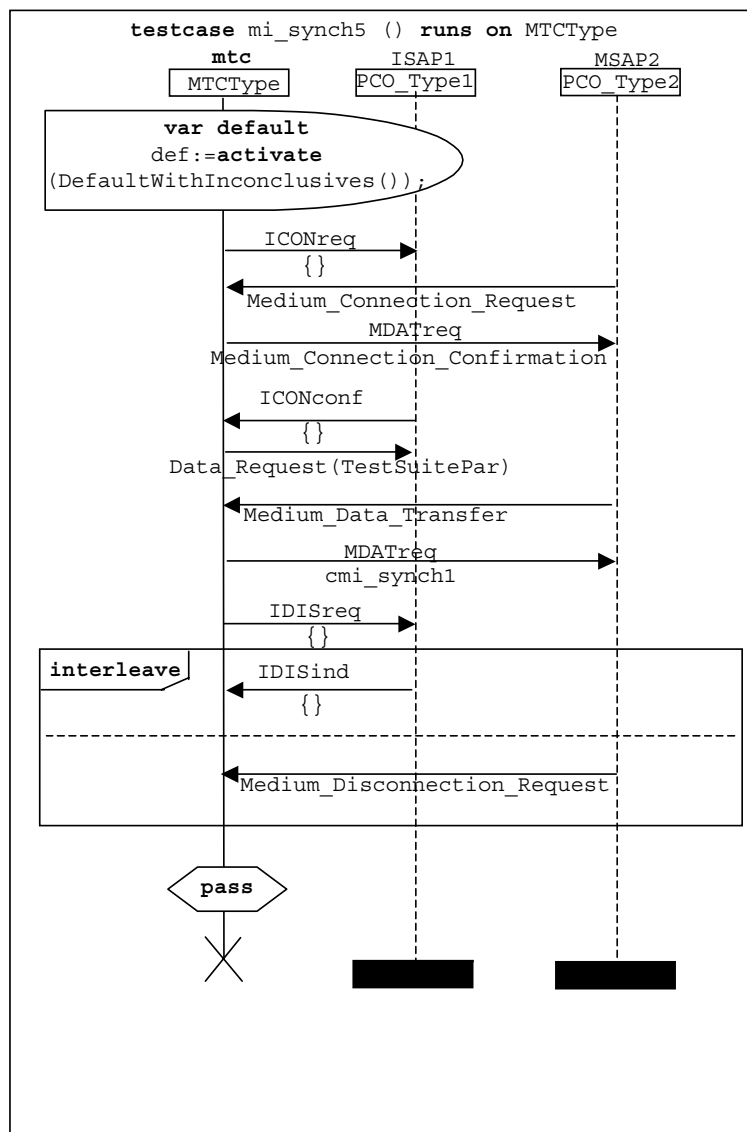 testcase mi_synch5 () runs on MTCType
mtc ISAP1 MSAP2
MTCType PCO_Type1 PCO_Type2
var default
def:=activate
(DefaultWithInconclusives());
ICONreq
{}
Medium_Connection_Request
MDATreq
Medium_Connection_Confirmation
ICONconf
{}
Data_Request(TestSuitePar)
Medium_Data_Transfer
MDATreq
cmi_synch1
IDISreq
{}
interleave
IDISind
{}
Medium_Disconnection_Request
pass